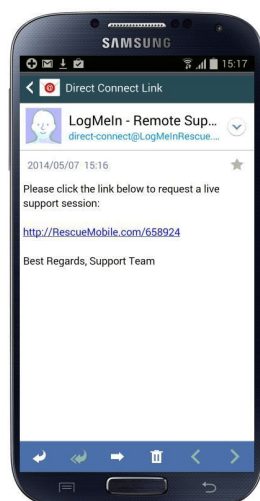 SAMSUNG
15:17
Direct Connect Link
LogMeIn - Remote Sup...
direct-connect@LogMeInRescue....
2014/05/07 15:16
Please click the link below to request a live
support session:
http://RescueMobile.com/658924
Best Regards, Support Team